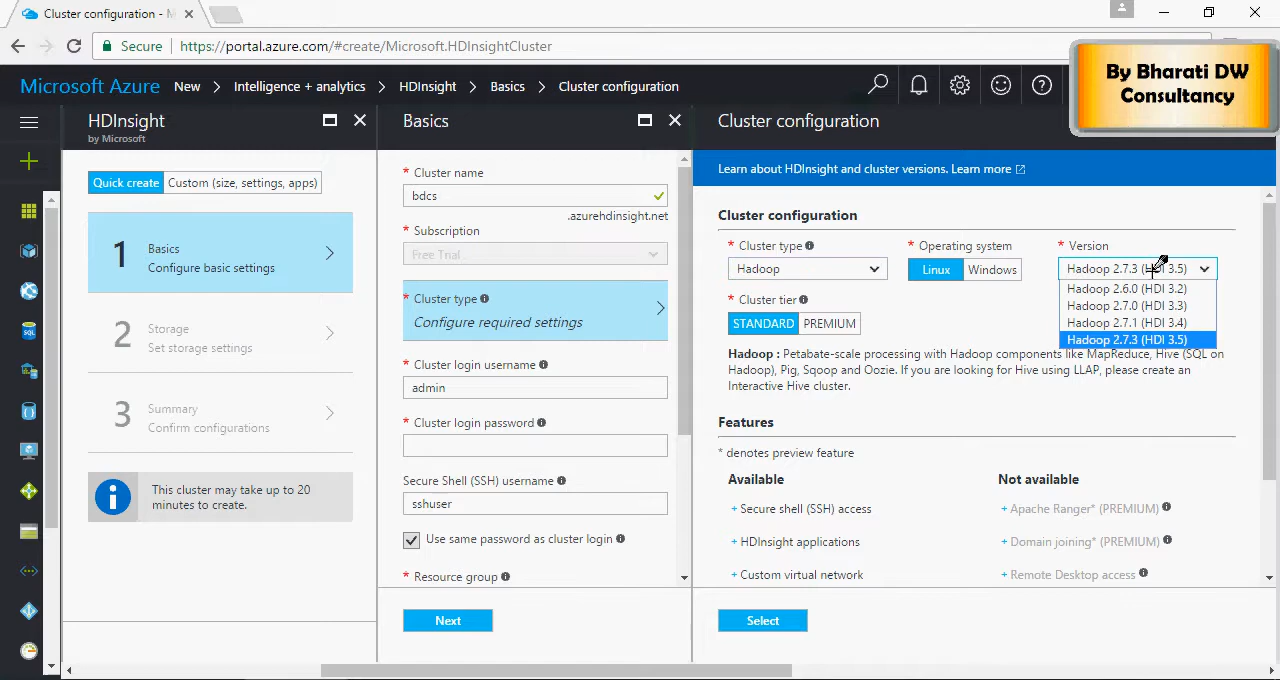 Cluster configuration - M
Secure
https://portal.azure.com/#create/Microsoft.HDInsightCluster
Microsoft Azure New > Intelligence + analytics > HDInsight > Basics > Cluster configuration
By Bharati DW
Consultancy
HDInsight
by Microsoft
Quick create
Custom (size, settings, apps)
1
Basics
Configure basic settings
2
Storage
Set storage settings
3
Summary
Confirm configurations
This cluster may take up to 20
minutes to create.
Basics
* Cluster name
bdcs
.azurehdinsight.net
* Subscription
Free Trial
* Cluster type
Configure required settings
* Cluster login username
admin
* Cluster login password
Secure Shell (SSH) username
sshuser
Use same password as cluster login
* Resource group
Next
Cluster configuration
Learn about HDInsight and cluster versions. Learn more
Cluster configuration
* Cluster type
Hadoop
* Operating system
Linux
Windows
* Version
Hadoop 2.7.3 (HDI 3.5)
Hadoop 2.6.0 (HDI 3.2)
Hadoop 2.7.0 (HDI 3.3)
Hadoop 2.7.1 (HDI 3.4)
Hadoop 2.7.3 (HDI 3.5)
* Cluster tier
STANDARD
PREMIUM
Hadoop : Petabate-scale processing with Hadoop components like MapReduce, Hive (SQL on
Hadoop), Pig, Sqoop and Oozie. If you are looking for Hive using LLAP, please create an
Interactive Hive cluster.
Features
* denotes preview feature
Available
+ Secure shell (SSH) access
+ HDInsight applications
+ Custom virtual network
Not available
+ Apache Ranger* (PREMIUM)
+ Domain joining* (PREMIUM)
+ Remote Desktop access
Select